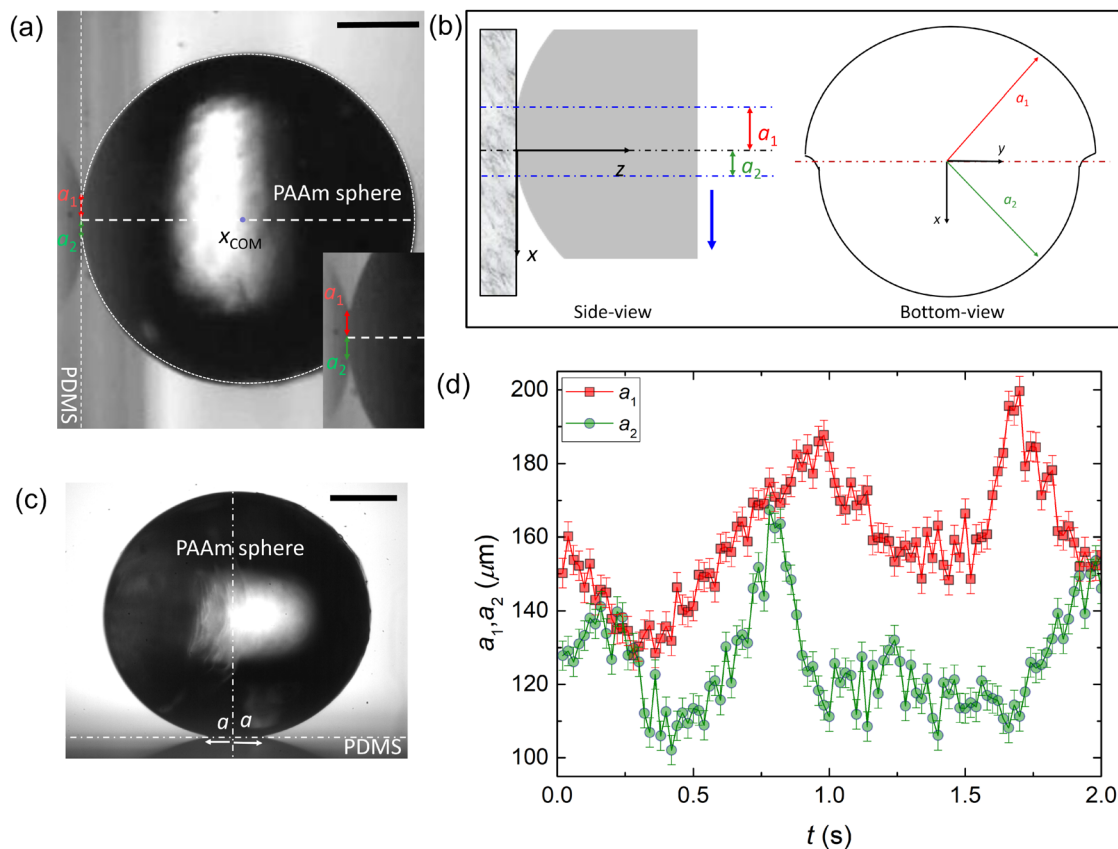 (a)
PAAm sphere
a1
a2
xCOM
a1
a2
PDMS
(b)
a1
a2
z
x
Side-view
a1
y
a2
x
Bottom-view
(c)
PAAm sphere
a a
PDMS
(d)
a1
a2
200
180
160
140
120
100
a1,a2 (μm)
0.0 0.5 1.0 1.5 2.0
t (s)